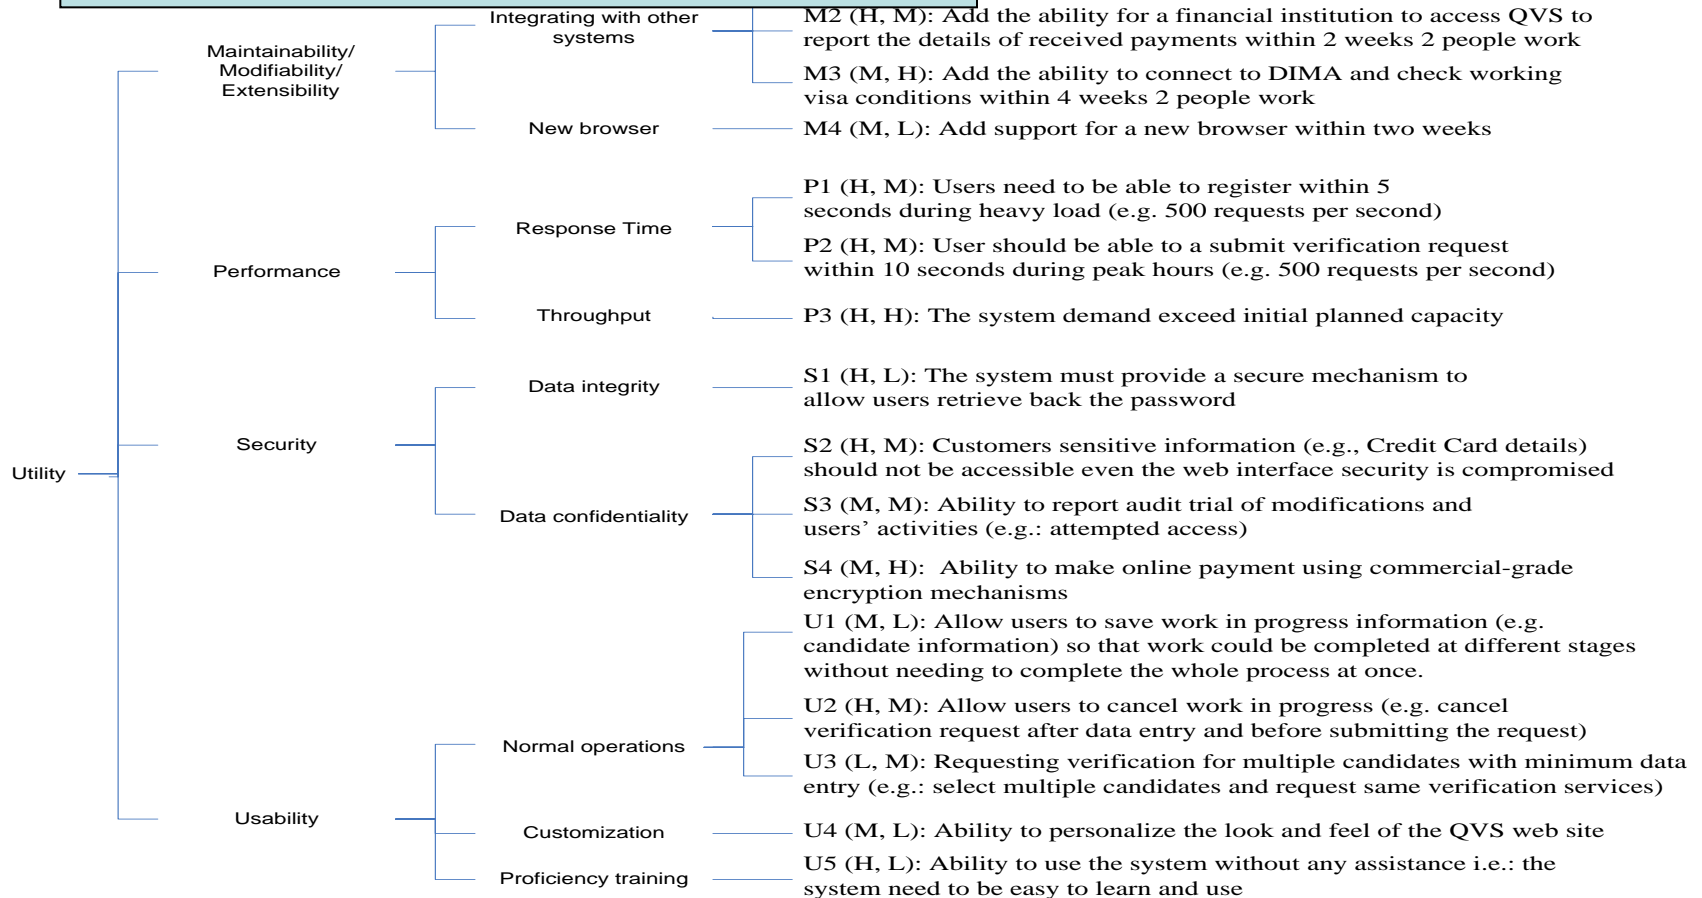 Integrating with other
systems
M2 (H, M): Add the ability for a financial institution to access QVS to
report the details of received payments within 2 weeks 2 people work
Maintainability/
Modifiability/
Extensibility
M3 (M, H): Add the ability to connect to DIMA and check working
visa conditions within 4 weeks 2 people work
New browser
M4 (M, L): Add support for a new browser within two weeks
P1 (H, M): Users need to be able to register within 5
seconds during heavy load (e.g. 500 requests per second)
Response Time
P2 (H, M): User should be able to a submit verification request
within 10 seconds during peak hours (e.g. 500 requests per second)
Performance
Throughput
P3 (H, H): The system demand exceed initial planned capacity
Data integrity
S1 (H, L): The system must provide a secure mechanism to
allow users retrieve back the password
Security
S2 (H, M): Customers sensitive information (e.g., Credit Card details)
should not be accessible even the web interface security is compromised
Utility
Data confidentiality
S3 (M, M): Ability to report audit trial of modifications and
users’ activities (e.g.: attempted access)
S4 (M, H):  Ability to make online payment using commercial-grade
encryption mechanisms
U1 (M, L): Allow users to save work in progress information (e.g.
candidate information) so that work could be completed at different stages
without needing to complete the whole process at once.
U2 (H, M): Allow users to cancel work in progress (e.g. cancel
verification request after data entry and before submitting the request)
Normal operations
U3 (L, M): Requesting verification for multiple candidates with minimum data
entry (e.g.: select multiple candidates and request same verification services)
Usability
Customization
U4 (M, L): Ability to personalize the look and feel of the QVS web site
Proficiency training
U5 (H, L): Ability to use the system without any assistance i.e.: the
system need to be easy to learn and use